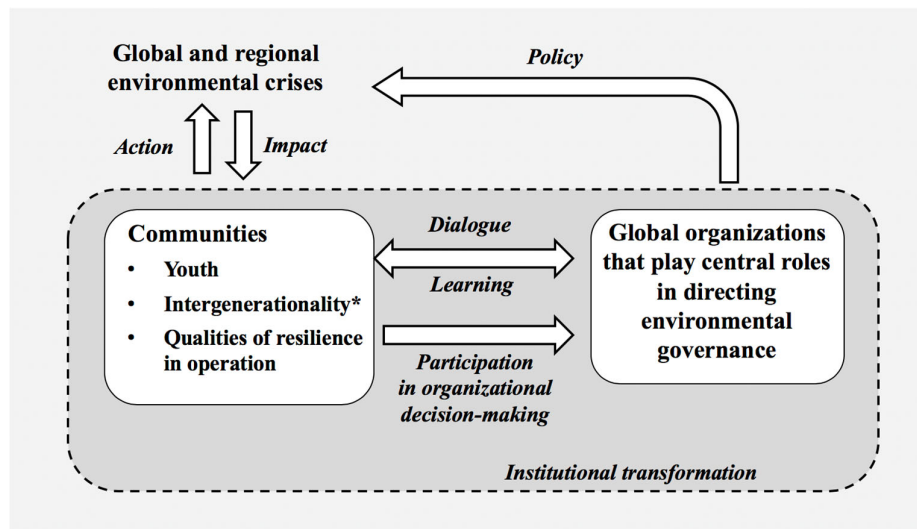 Global and regional
environmental crises
Policy
Action
Impact
Communities
• Youth
• Intergenerationality*
• Qualities of resilience
in operation
Dialogue
Learning
Participation
in organizational
decision-making
Global organizations
that play central roles
in directing
environmental
governance
Institutional transformation